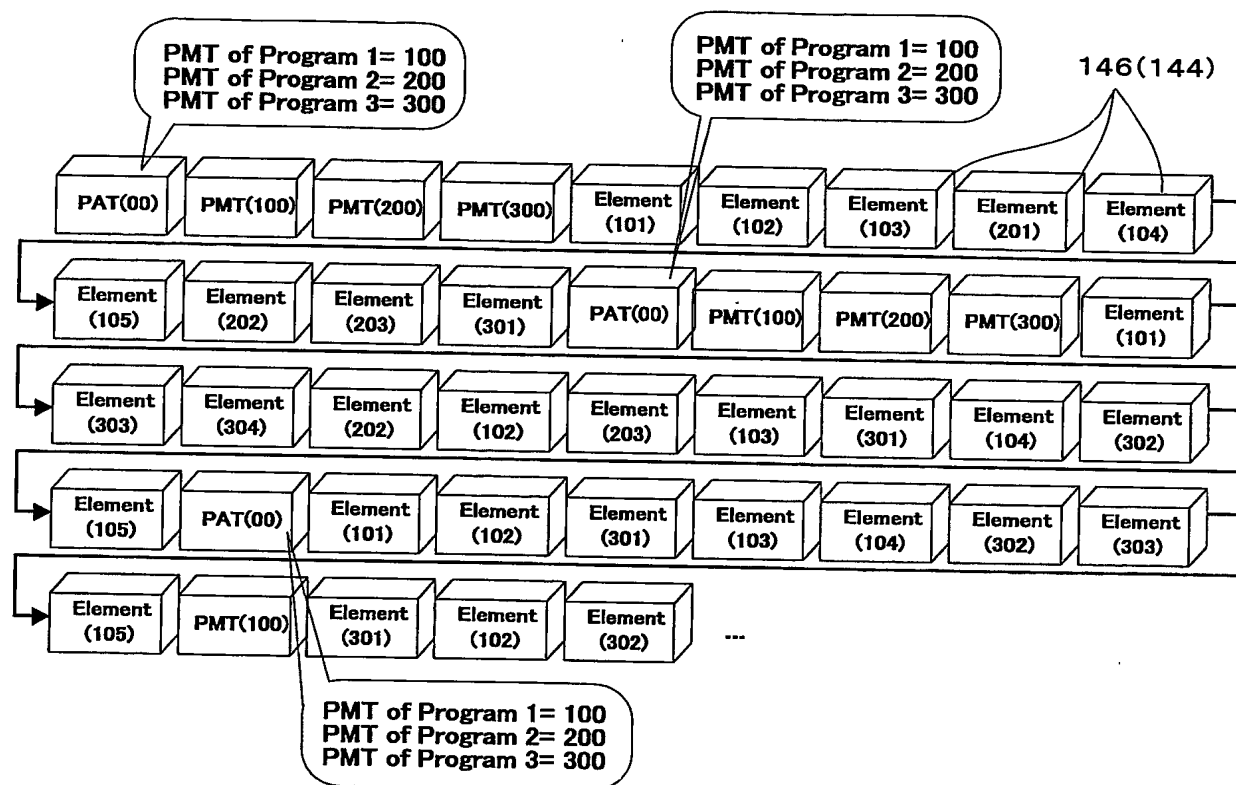 PMT of Program 1= 100
PMT of Program 2= 200
PMT of Program 3= 300
PMT of Program 1= 100
PMT of Program 2= 200
PMT of Program 3= 300
146(144)
PAT(00) PMT(100) PMT(200) PMT(300) Element (101) Element (102) Element (103) Element (201) Element (104)
Element (105) Element (202) Element (203) Element (301) PAT(00) PMT(100) PMT(200) PMT(300) Element (101)
Element (303) Element (304) Element (202) Element (102) Element (203) Element (103) Element (301) Element (104) Element (302)
Element (105) PAT(00) Element (101) Element (102) Element (301) Element (103) Element (104) Element (302) Element (303)
Element (105) PMT(100) Element (301) Element (102) Element (302) ...
PMT of Program 1= 100
PMT of Program 2= 200
PMT of Program 3= 300